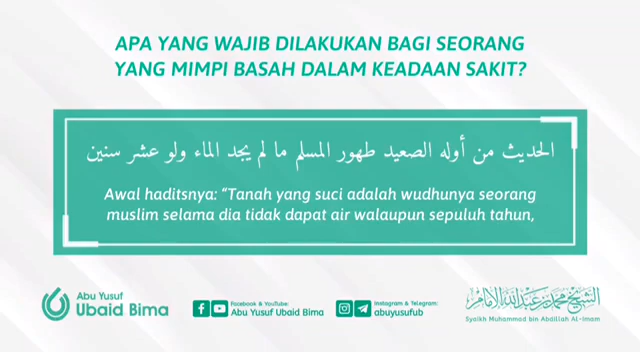 APA YANG WAJIB DILAKUKAN BAGI SEORANG
YANG MIMPI BASAH DALAM KEADAAN SAKIT?
الحديث من أوله الصعيد طهور المسلم ما لم يجد الماء ولو عشر سنين
Awal haditsnya: “Tanah yang suci adalah wudhunya seorang
muslim selama dia tidak dapat air walaupun sepuluh tahun,
Abu Yusuf
Ubaid Bima
Facebook & YouTube:
Abu Yusuf Ubaid Bima
Instagram & Telegram:
abuyusufub
الشيخ محمد بن عبد الله الإمام
Syaikh Muhammad bin Abdillah Al-Imam